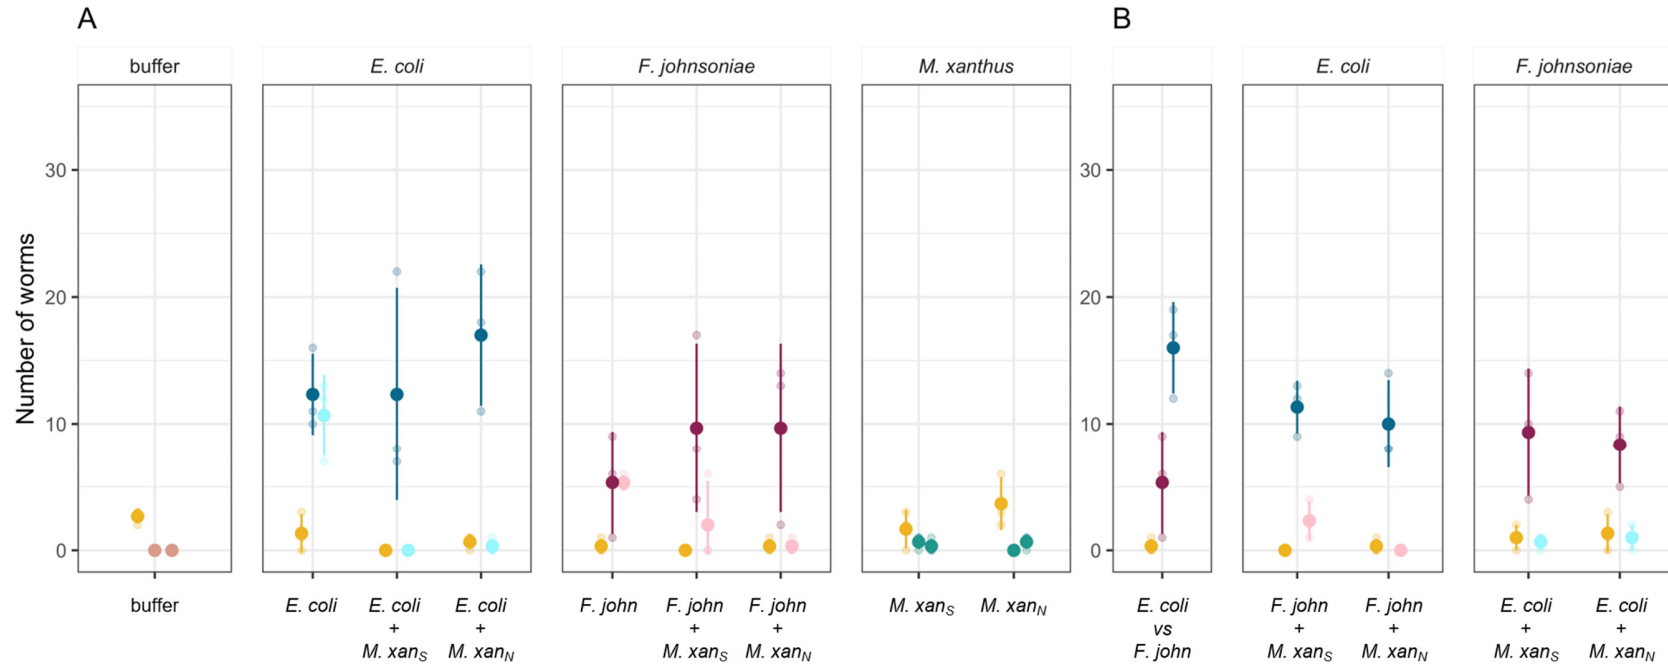 A
B
buffer
E. coli
F. johnsoniae
M. xanthus
E. coli
F. johnsoniae
Number of worms
30
20
10
0
30
20
10
0
buffer
E. coli
E. coli
+
M. xanS
E. coli
+
M. xanN
F. john
F. john
+
M. xanS
F. john
+
M. xanN
M. xanS
M. xanN
E. coli
vs
F. john
F. john
+
M. xanS
F. john
+
M. xanN
E. coli
+
M. xanS
E. coli
+
M. xanN